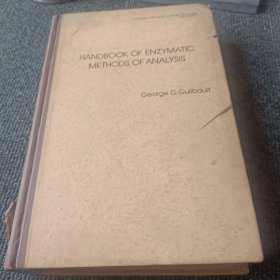 HANDBOOK OF ENZYMATIC
METHODS OF ANALYSIS
George G. Guilbault